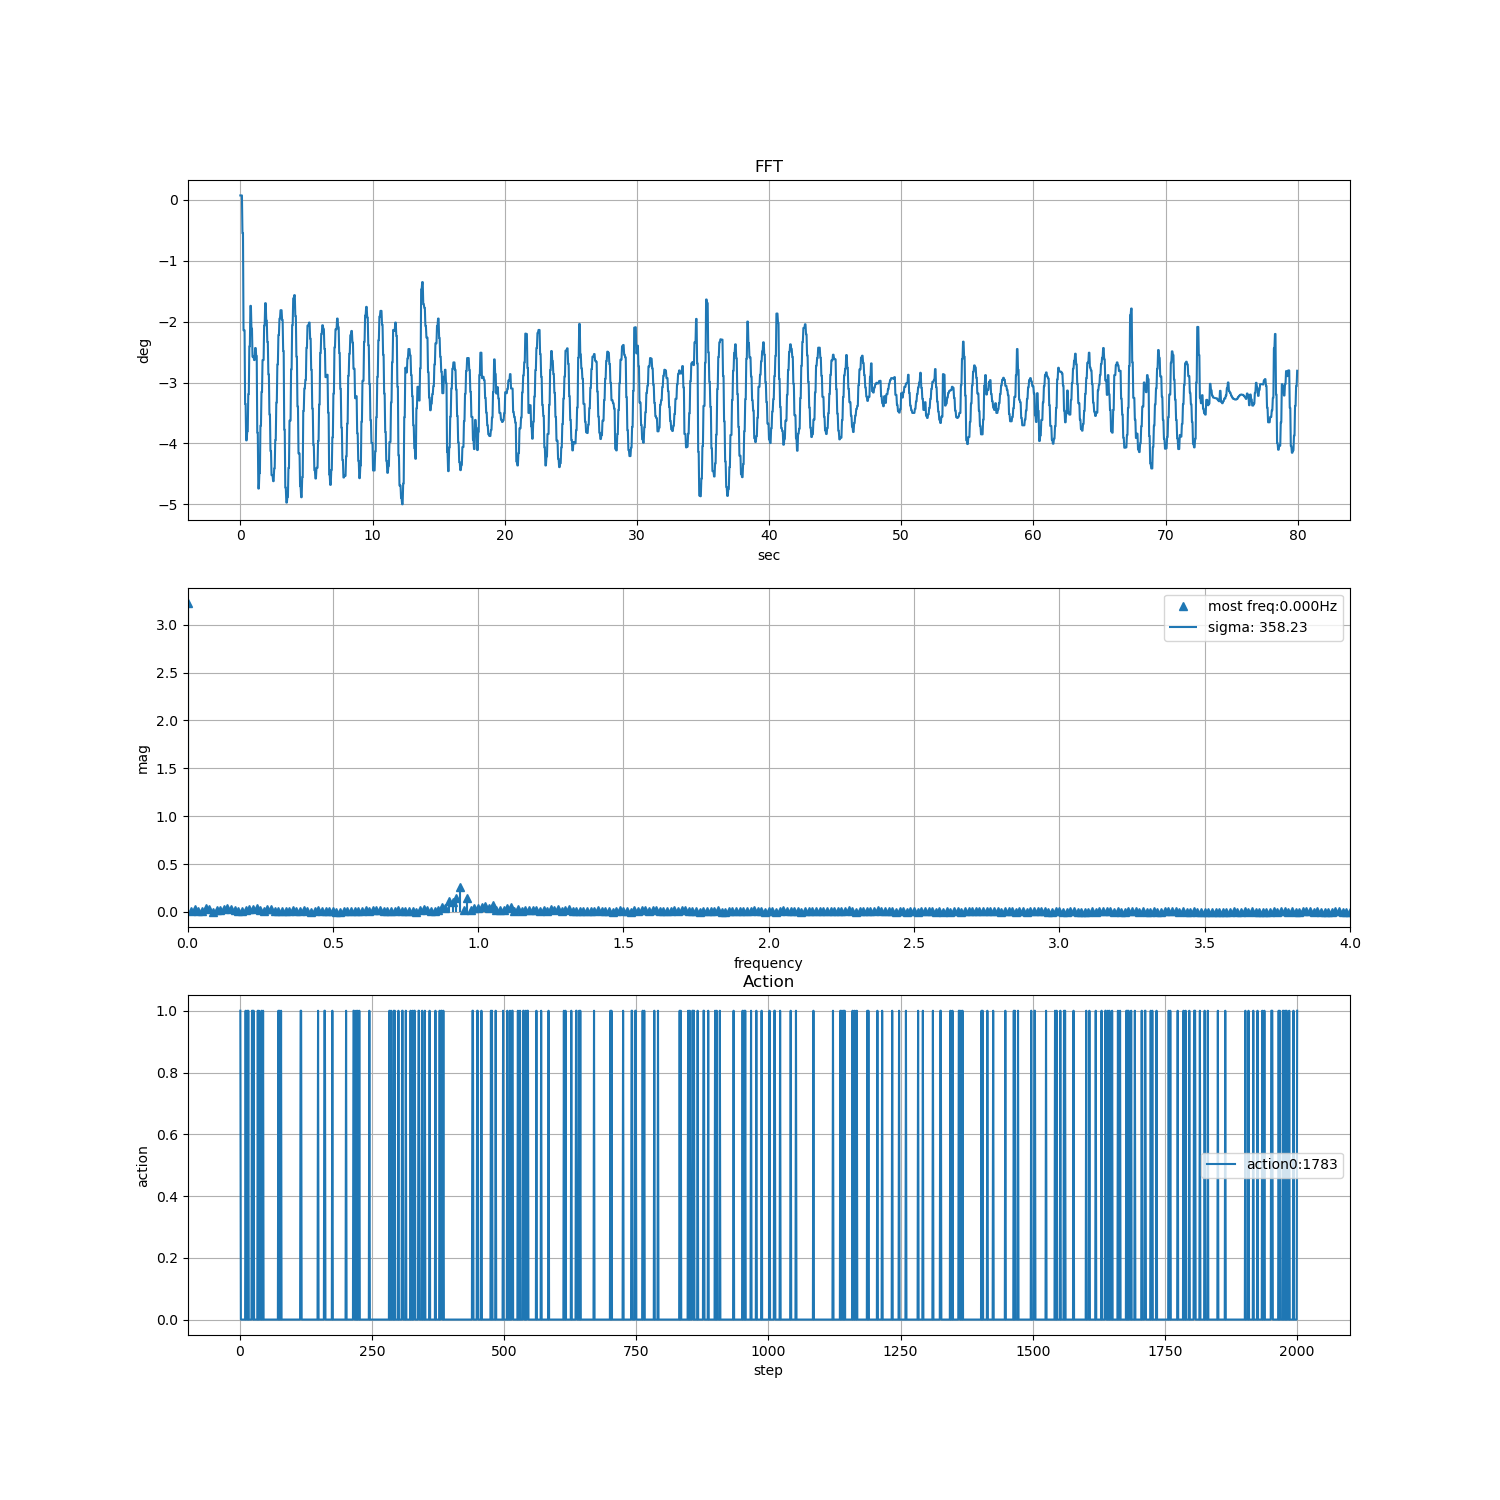 FFT
0
−1
−2
−3
−4
−5
deg
0 10 20 30 40 50 60 70 80
sec
most freq:0.000Hz
sigma: 358.23
3.0
2.5
2.0
1.5
1.0
0.5
0.0
mag
0.0 0.5 1.0 1.5 2.0 2.5 3.0 3.5 4.0
frequency
Action
1.0
0.8
0.6
0.4
0.2
0.0
action
action0:1783
0 250 500 750 1000 1250 1500 1750 2000
step